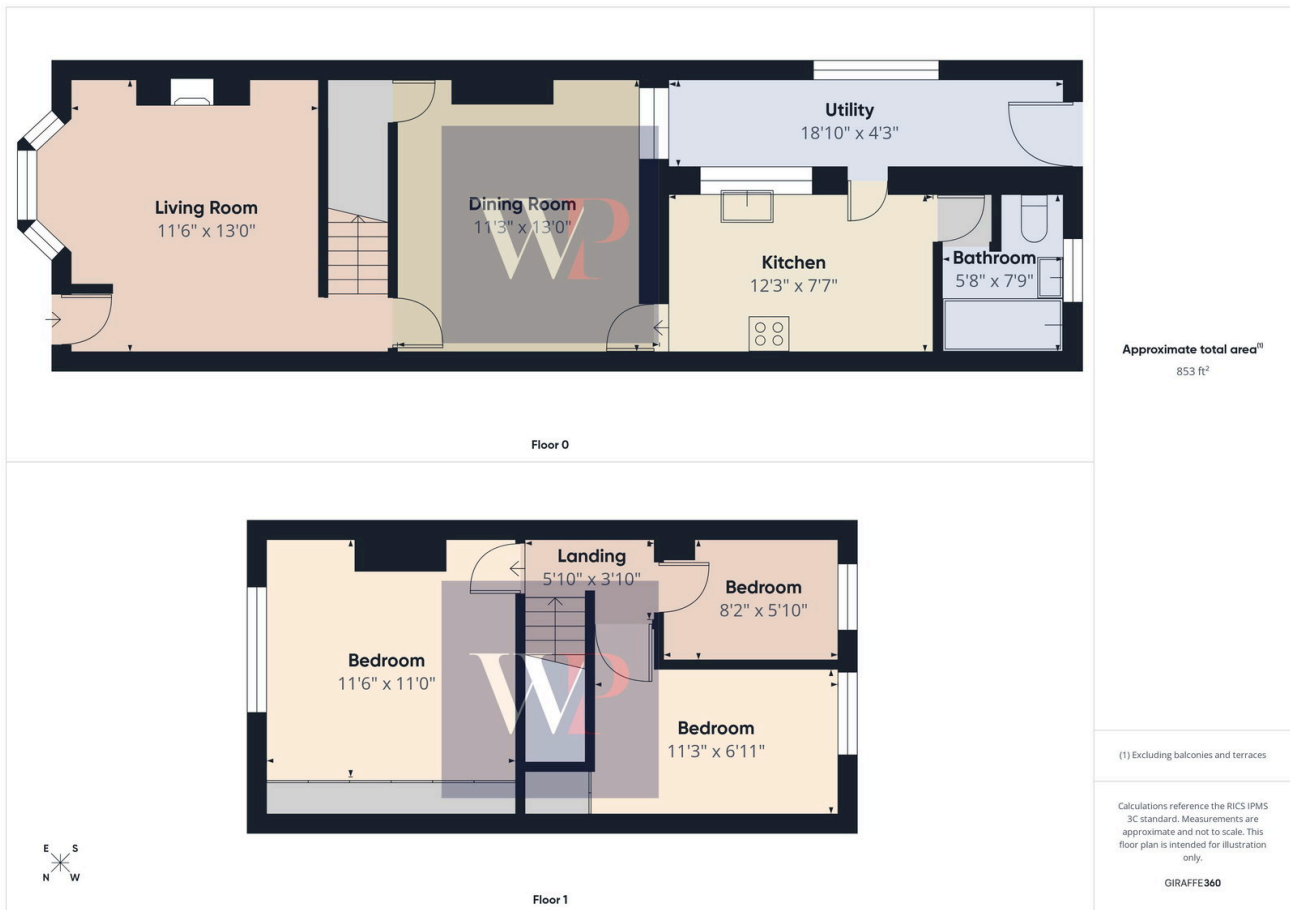 Living Room
11'6" x 13'0"
Dining Room
11'3" x 13'0"
WP
Utility
18'10" x 4'3"
Kitchen
12'3" x 7'7"
Bathroom
5'8" x 7'9"
Floor 0
Approximate total area(1)
853 ft²
Landing
5'10" x 3'10"
Bedroom
8'2" x 5'10"
Bedroom
11'6" x 11'0"
WP
Bedroom
11'3" x 6'11"
E S
N W
Floor 1
(1) Excluding balconies and terraces
Calculations reference the RICS IPMS
3C standard. Measurements are
approximate and not to scale. This
floor plan is intended for illustration
only.
GIRAFFE360